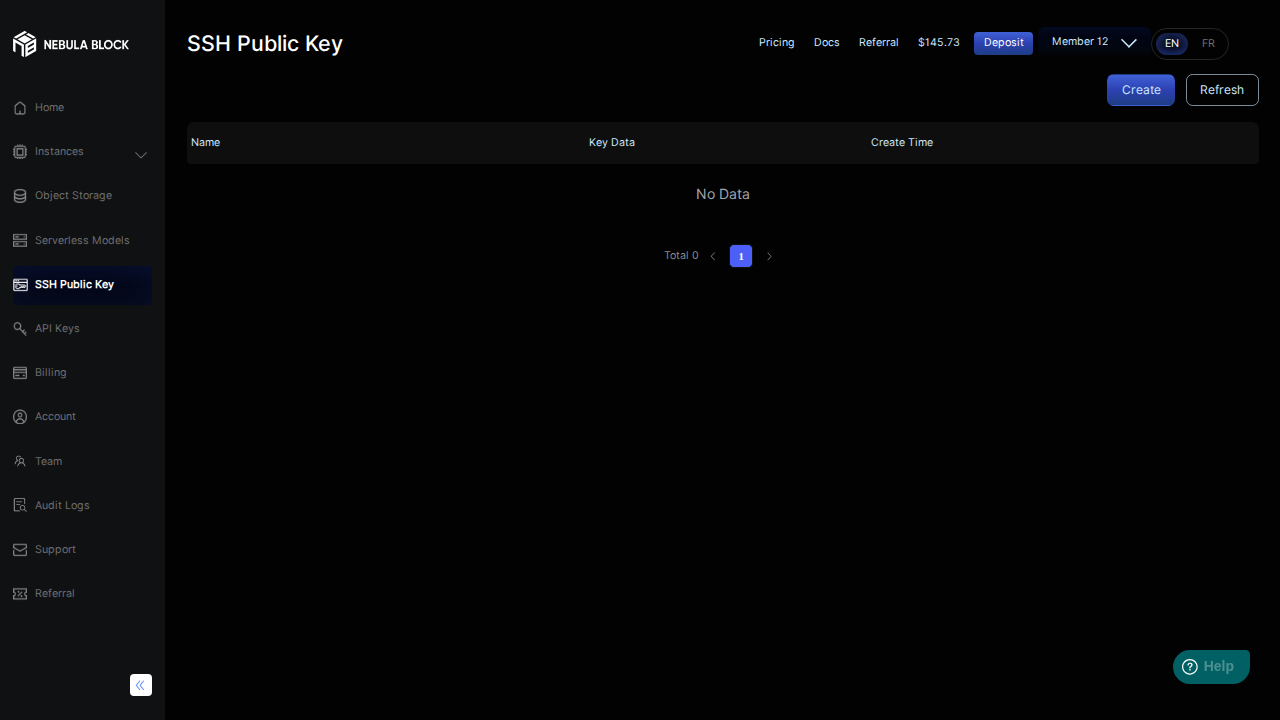 NEBULA BLOCK
SSH Public Key
Pricing Docs Referral $145.73 Deposit Member 12 EN FR
Create Refresh
Home
Instances
Object Storage
Serverless Models
SSH Public Key
API Keys
Billing
Account
Team
Audit Logs
Support
Referral
Name Key Data Create Time
No Data
Total 0 1
Help